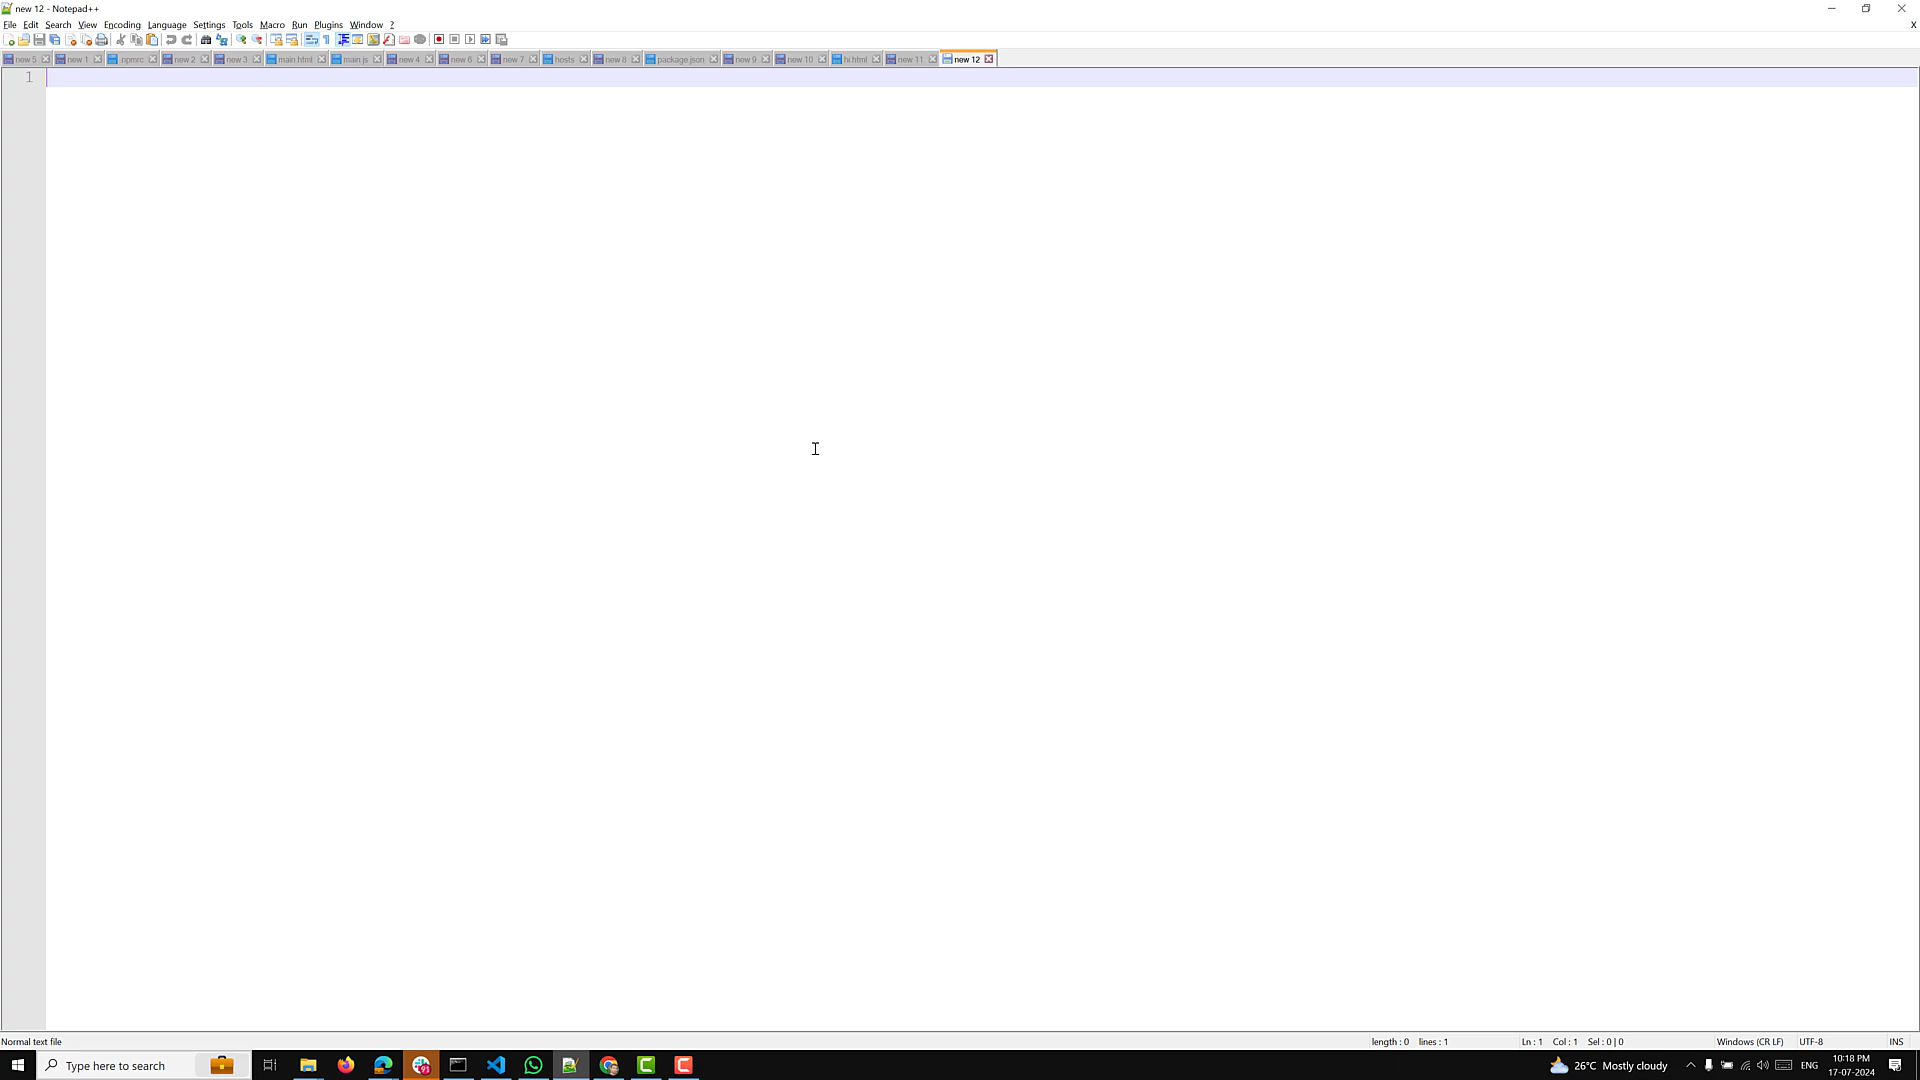 new 12 - Notepad++
File Edit Search View Encoding Language Settings Tools Macro Run Plugins Window ?
X
new 5 new 1 .npmrc new 2 new 3 main.html main.js new 4 new 6 new 7 hosts new 8 package.json new 9 new 10 hi.html new 11 new 12
1
Normal text file length : 0 lines : 1 Ln : 1 Col : 1 Sel : 0 | 0 Windows (CR LF) UTF-8 INS
Type here to search 91 26°C Mostly cloudy ENG
10:18 PM
17-07-2024